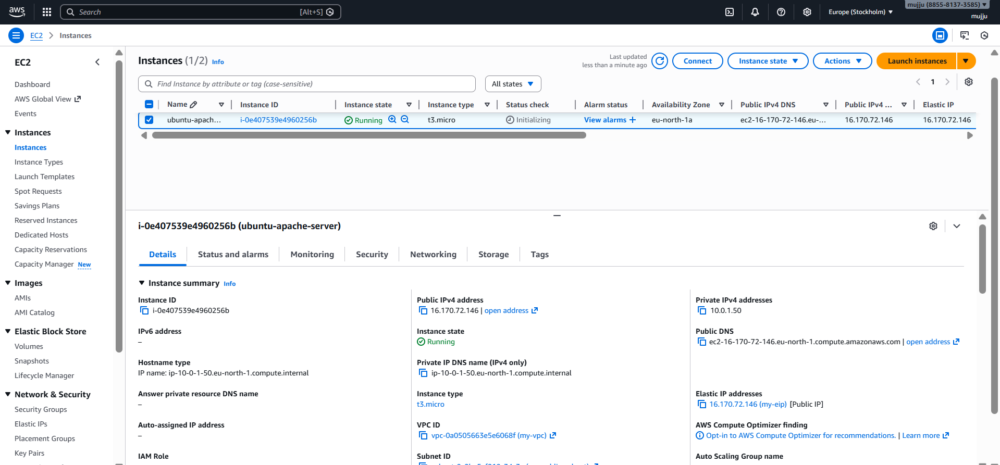 aws
Search [Alt+S]
Europe (Stockholm)
mujju (8855-8137-3585)
mujju
EC2
Instances
EC2
Dashboard
AWS Global View
Events
Instances
Instances
Instance Types
Launch Templates
Spot Requests
Savings Plans
Reserved Instances
Dedicated Hosts
Capacity Reservations
Capacity Manager New
Images
AMIs
AMI Catalog
Elastic Block Store
Volumes
Snapshots
Lifecycle Manager
Network & Security
Security Groups
Elastic IPs
Placement Groups
Key Pairs
Instances (1/2) Info
Last updated
less than a minute ago
Connect
Instance state
Actions
Launch instances
Find Instance by attribute or tag (case-sensitive)
All states
1
Name Instance ID Instance state Instance type Status check Alarm status Availability Zone Public IPv4 DNS Public IPv4 ... Elastic IP
ubuntu-apach... i-0e407539e4960256b Running t3.micro Initializing View alarms + eu-north-1a ec2-16-170-72-146.eu-... 16.170.72.146 16.170.72.146
i-0e407539e4960256b (ubuntu-apache-server)
Details
Status and alarms
Monitoring
Security
Networking
Storage
Tags
Instance summary Info
Instance ID
i-0e407539e4960256b
IPv6 address
–
Hostname type
IP name: ip-10-0-1-50.eu-north-1.compute.internal
Answer private resource DNS name
–
Auto-assigned IP address
–
IAM Role
Public IPv4 address
16.170.72.146 | open address
Instance state
Running
Private IP DNS name (IPv4 only)
ip-10-0-1-50.eu-north-1.compute.internal
Instance type
t3.micro
VPC ID
vpc-0a0505663e5e6068f (my-vpc)
Subnet ID
Private IPv4 addresses
10.0.1.50
Public DNS
ec2-16-170-72-146.eu-north-1.compute.amazonaws.com | open address
Elastic IP addresses
16.170.72.146 (my-eip) [Public IP]
AWS Compute Optimizer finding
Opt-in to AWS Compute Optimizer for recommendations. | Learn more
Auto Scaling Group name